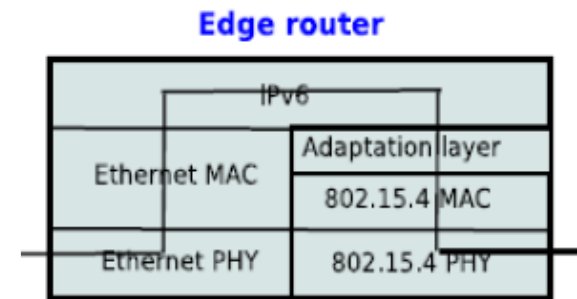 Edge router
IPv6
Adaptation layer
Ethernet MAC
802.15.4 MAC
Ethernet PHY
802.15.4 PHY